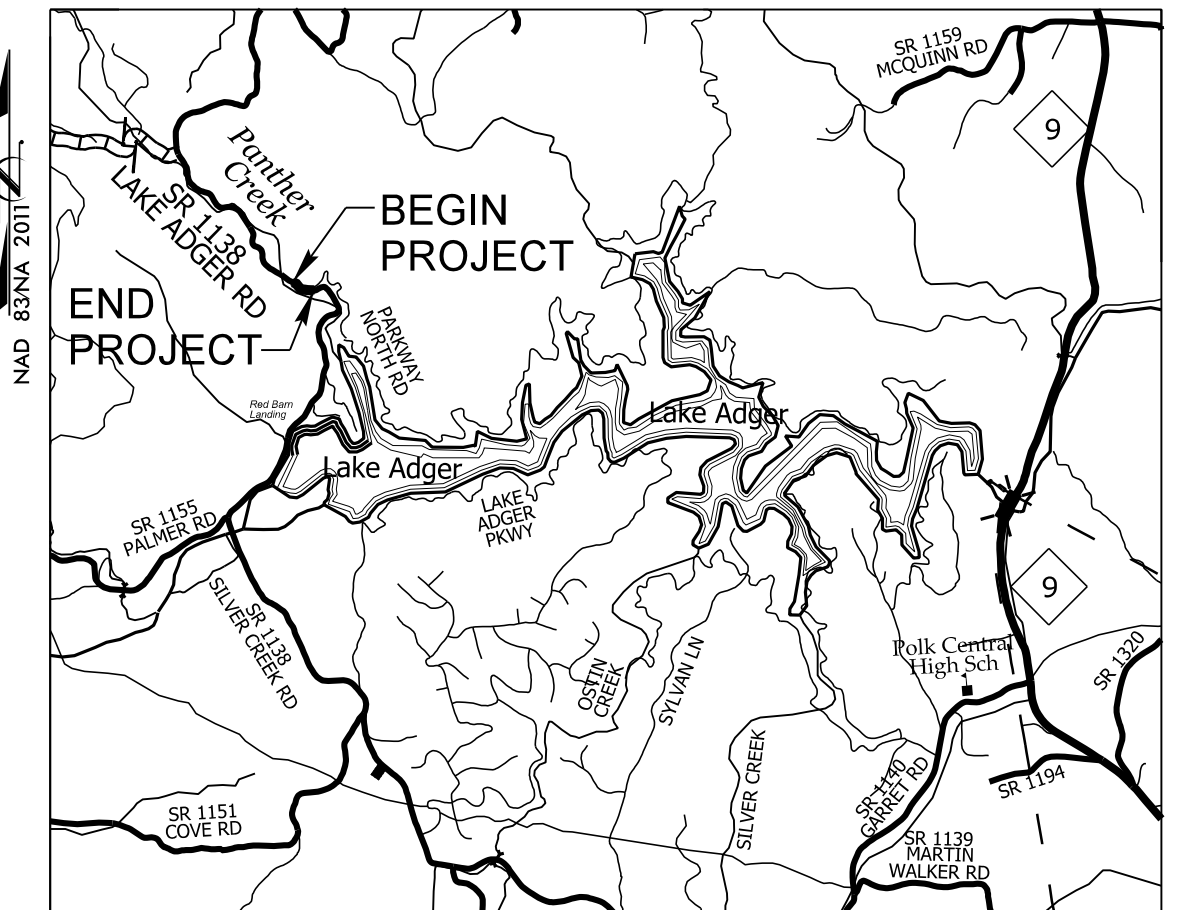 SR 1159
MCQUINN RD
9
Panther
Creek
SR 1138
LAKE ADGER RD
BEGIN
PROJECT
NAD 83/NA 2011
END
PROJECT
PARKWAY
NORTH RD
Red Barn
Landing
Lake Adger
Lake Adger
SR 1155
PALMER RD
LAKE
ADGER
PKWY
9
SR 1138
SILVER CREEK RD
OSTIN
CREEK
SYLVAN LN
Polk Central
High Sch
SR 1320
SILVER CREEK
SR 1140
GARRET RD
SR 1194
SR 1151
COVE RD
SR 1139
MARTIN
WALKER RD